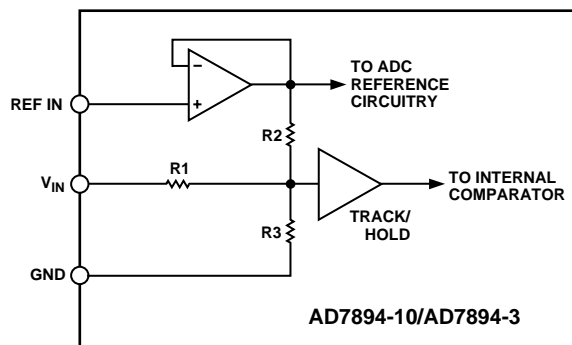 TO ADC
REFERENCE
CIRCUITRY
−
+
REF IN
R2
R1
VIN
TO INTERNAL
COMPARATOR
TRACK/
HOLD
R3
GND
AD7894-10/AD7894-3